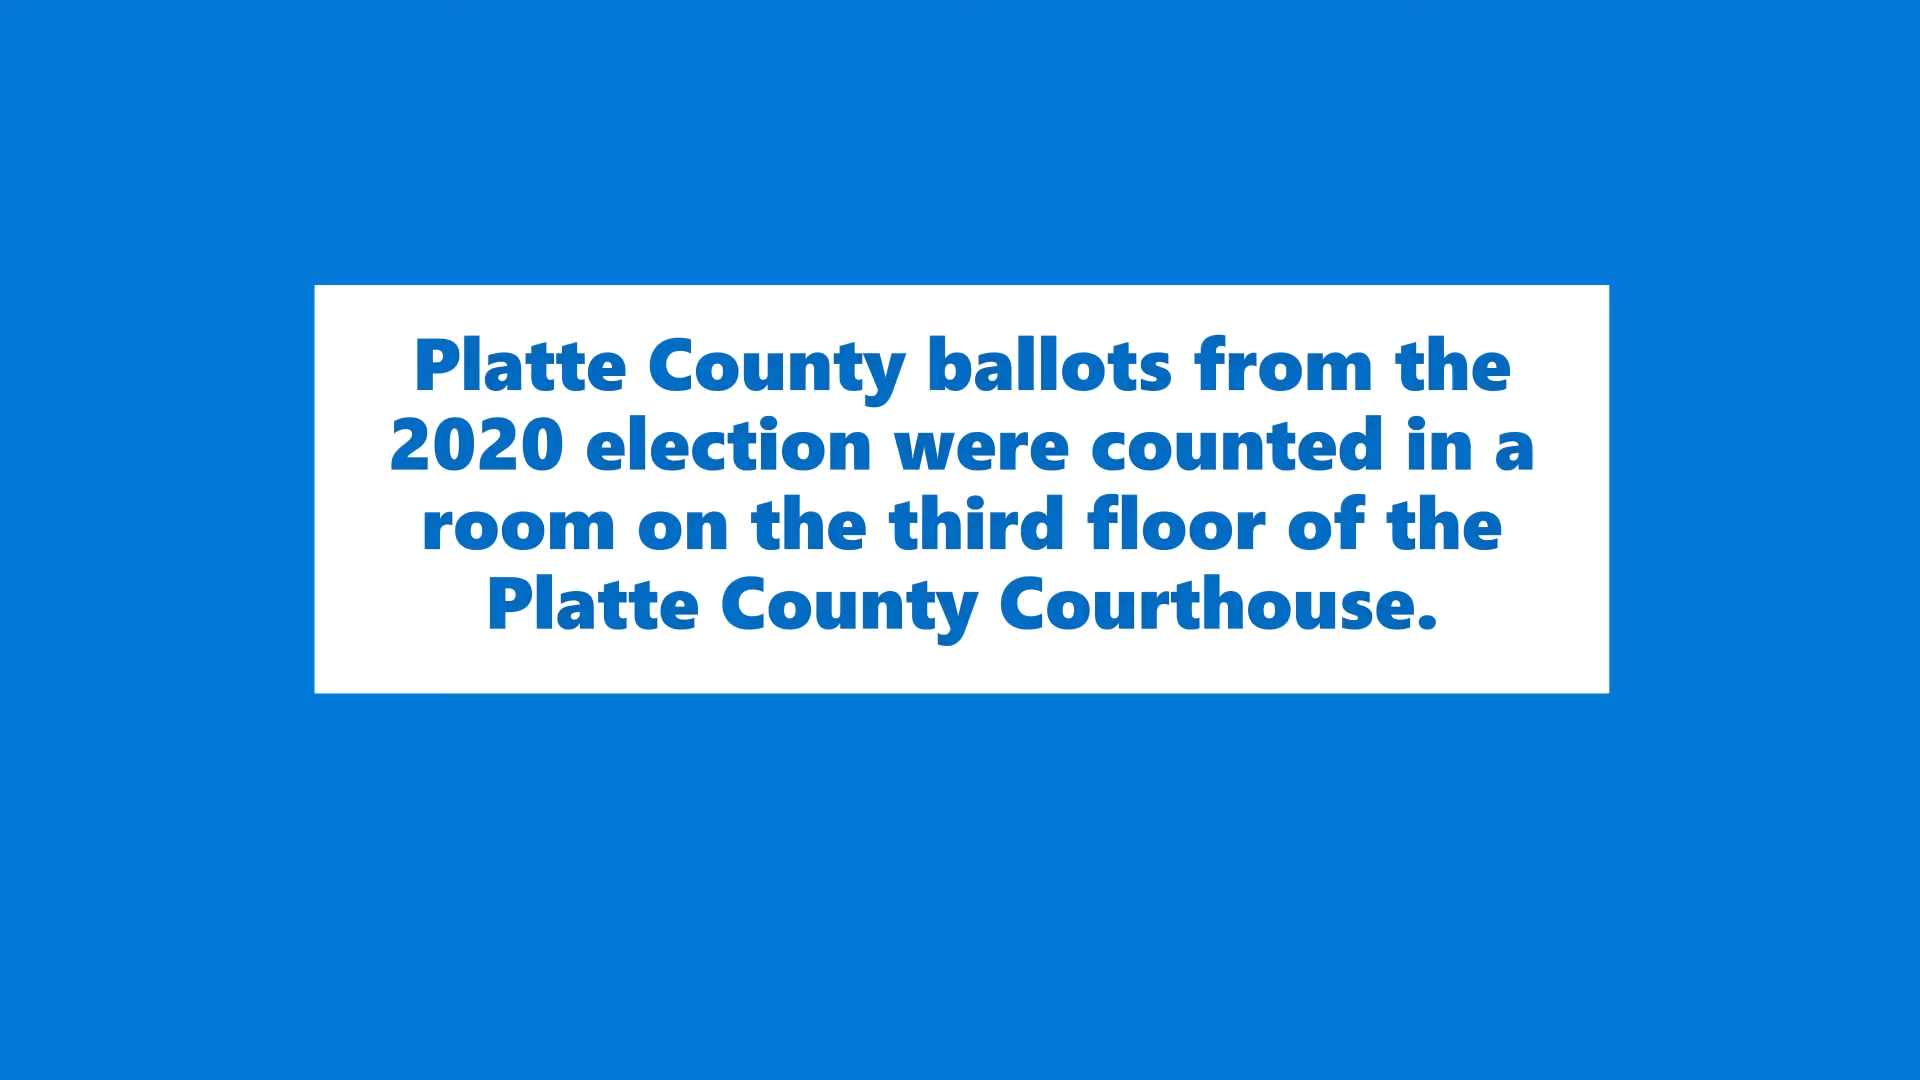 Platte County ballots from the
2020 election were counted in a
room on the third floor of the
Platte County Courthouse.